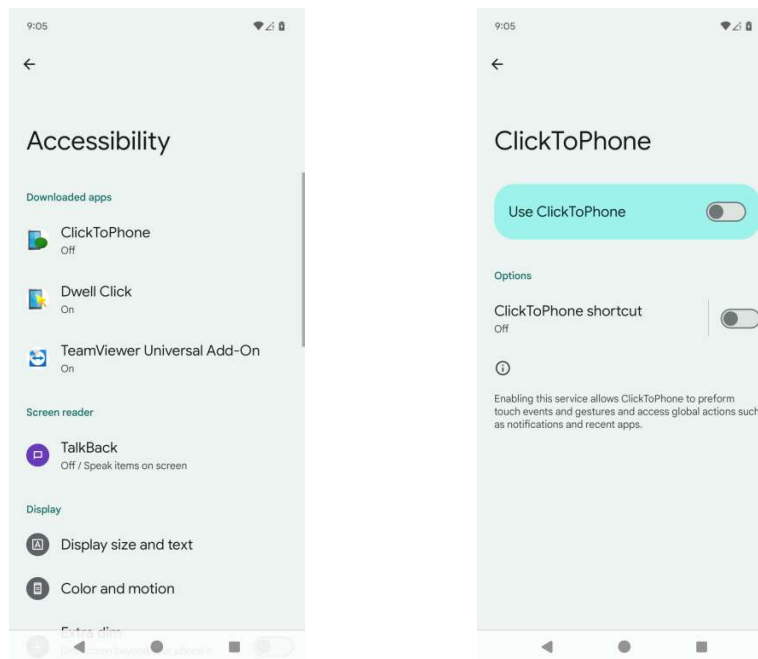 9:05
Accessibility
Downloaded apps
ClickToPhone
Off
Dwell Click
On
TeamViewer Universal Add-On
On
Screen reader
TalkBack
Off / Speak items on screen
Display
Display size and text
Color and motion
Extra dim
9:05
ClickToPhone
Use ClickToPhone
Options
ClickToPhone shortcut
Off
Enabling this service allows ClickToPhone to preform
touch events and gestures and access global actions such
as notifications and recent apps.